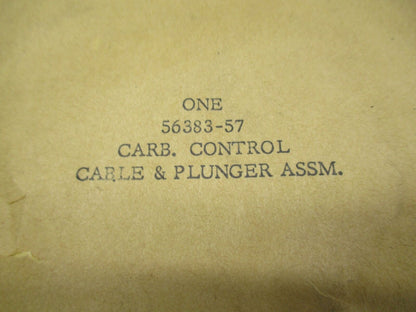 ONE
56383-57
CARB. CONTROL
CABLE & PLUNGER ASSM.